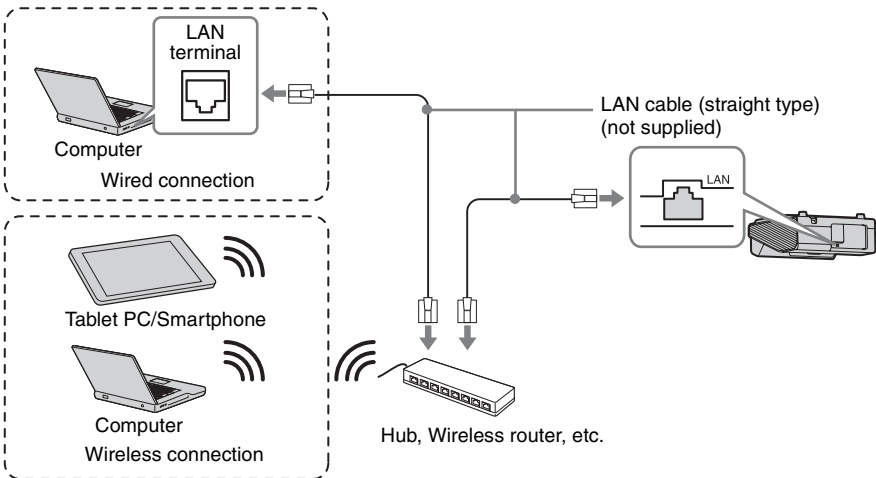 LAN
terminal
Computer
Wired connection
LAN cable (straight type)
(not supplied)
LAN
Tablet PC/Smartphone
Computer
Wireless connection
Hub, Wireless router, etc.